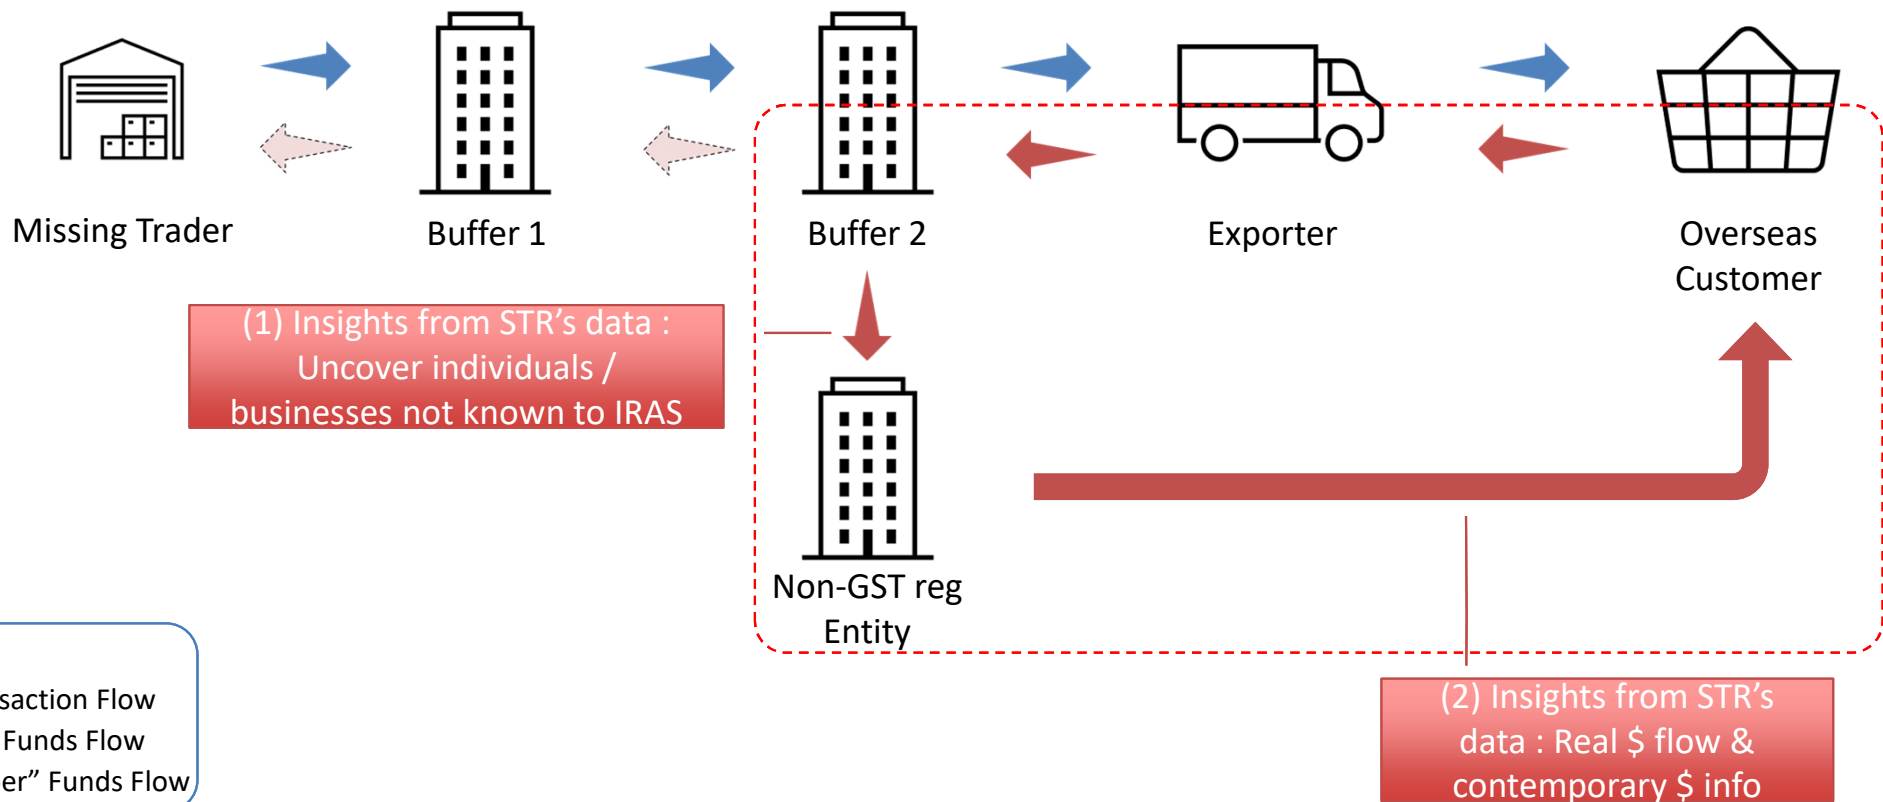 Missing Trader
Buffer 1
Buffer 2
Exporter
Overseas
Customer
(1) Insights from STR's data :
Uncover individuals /
businesses not known to IRAS
Non-GST reg
Entity
Flow
Funds Flow
Funds Flow
(2) Insights from STR's
data : Real $ flow &
contemporary $ info